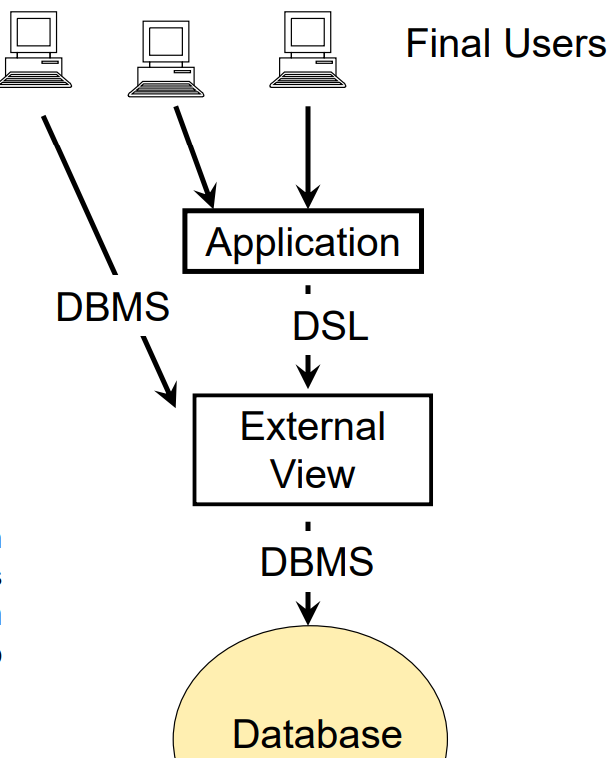 Final Users
Application
DBMS
DSL
External
View
DBMS
Database